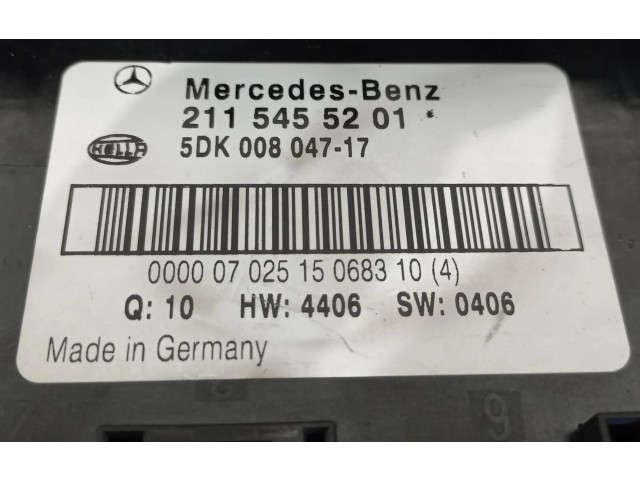 Mercedes-Benz
211 545 52 01
HELLA
5DK 008 047-17
0000 07 025 15 0683 10 (4)
Q: 10 HW: 4406 SW: 0406
Made in Germany
9